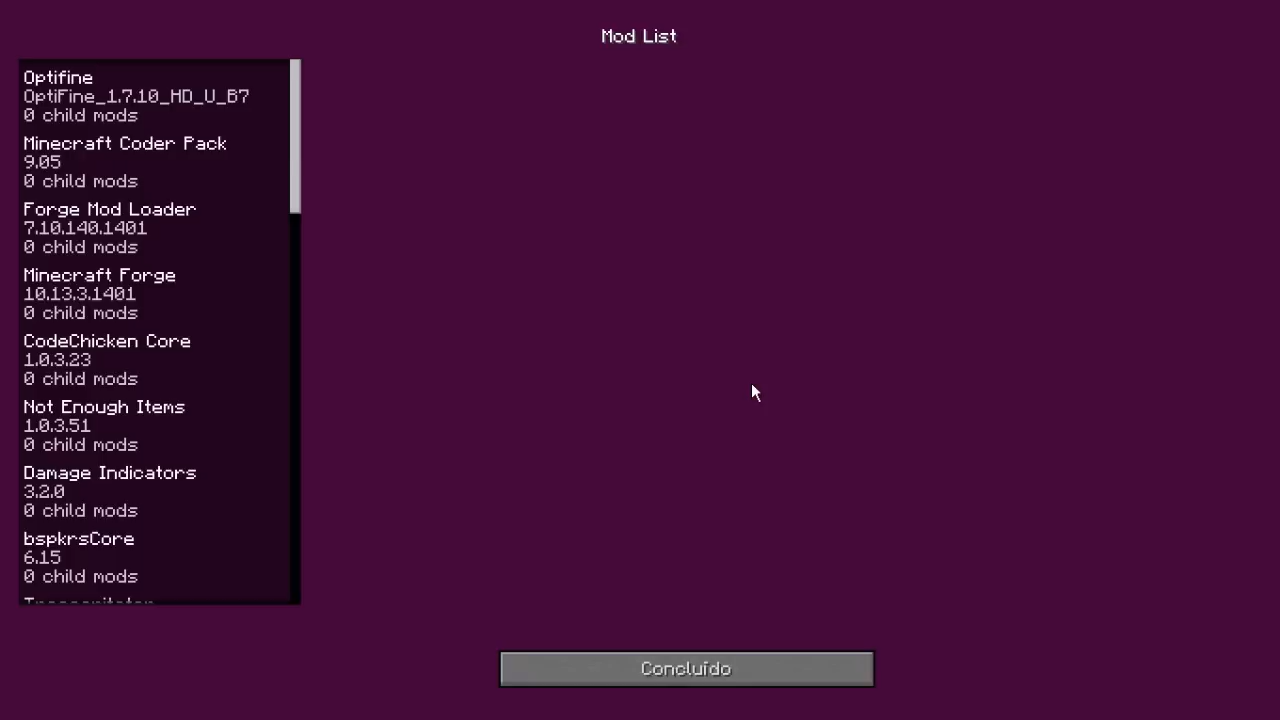 Mod List
Optifine
OptiFine_1.7.10_HD_U_B7
0 child mods
Minecraft Coder Pack
9.05
0 child mods
Forge Mod Loader
7.10.140.1401
0 child mods
Minecraft Forge
10.13.3.1401
0 child mods
CodeChicken Core
1.0.3.23
0 child mods
Not Enough Items
1.0.3.51
0 child mods
Damage Indicators
3.2.0
0 child mods
bspkrsCore
6.15
0 child mods
Concluído